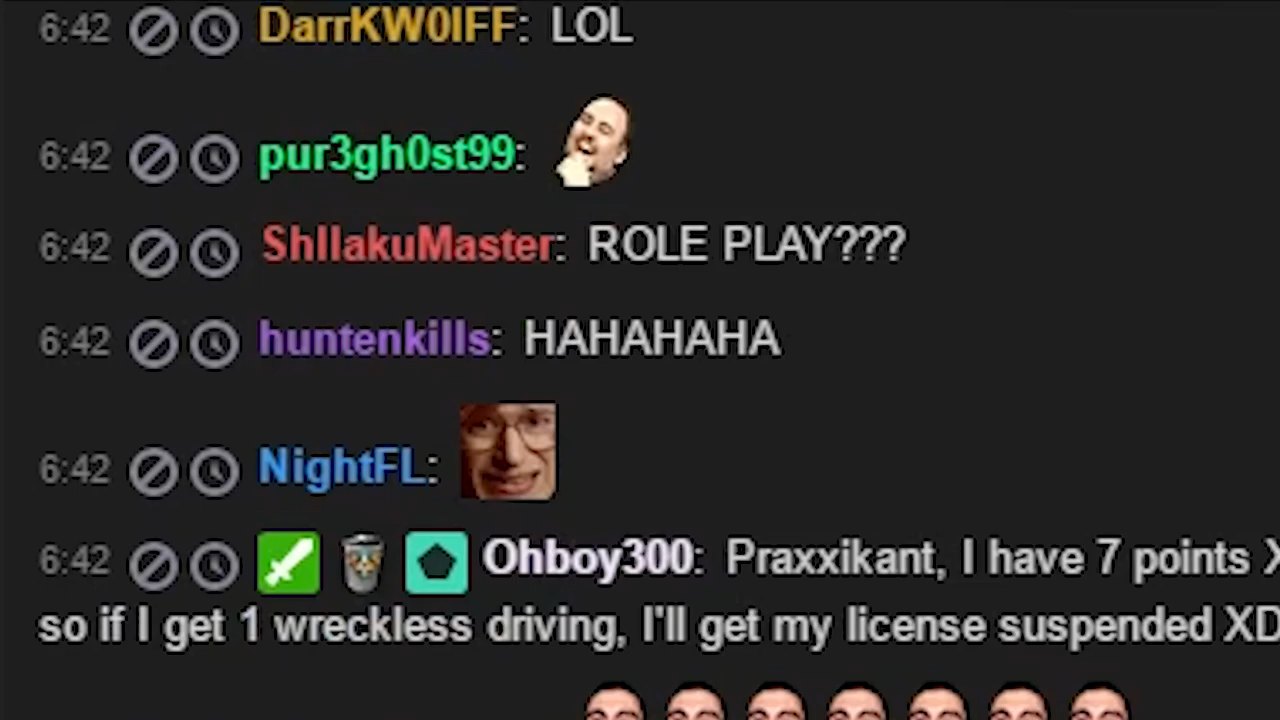 6:42 DarrKW0lFF: LOL
6:42 pur3gh0st99:
6:42 ShllakuMaster: ROLE PLAY???
6:42 huntenkills: HAHAHAHA
6:42 NightFL:
6:42 Ohboy300: Praxxikant, I have 7 points X
so if I get 1 wreckless driving, I'll get my license suspended XD